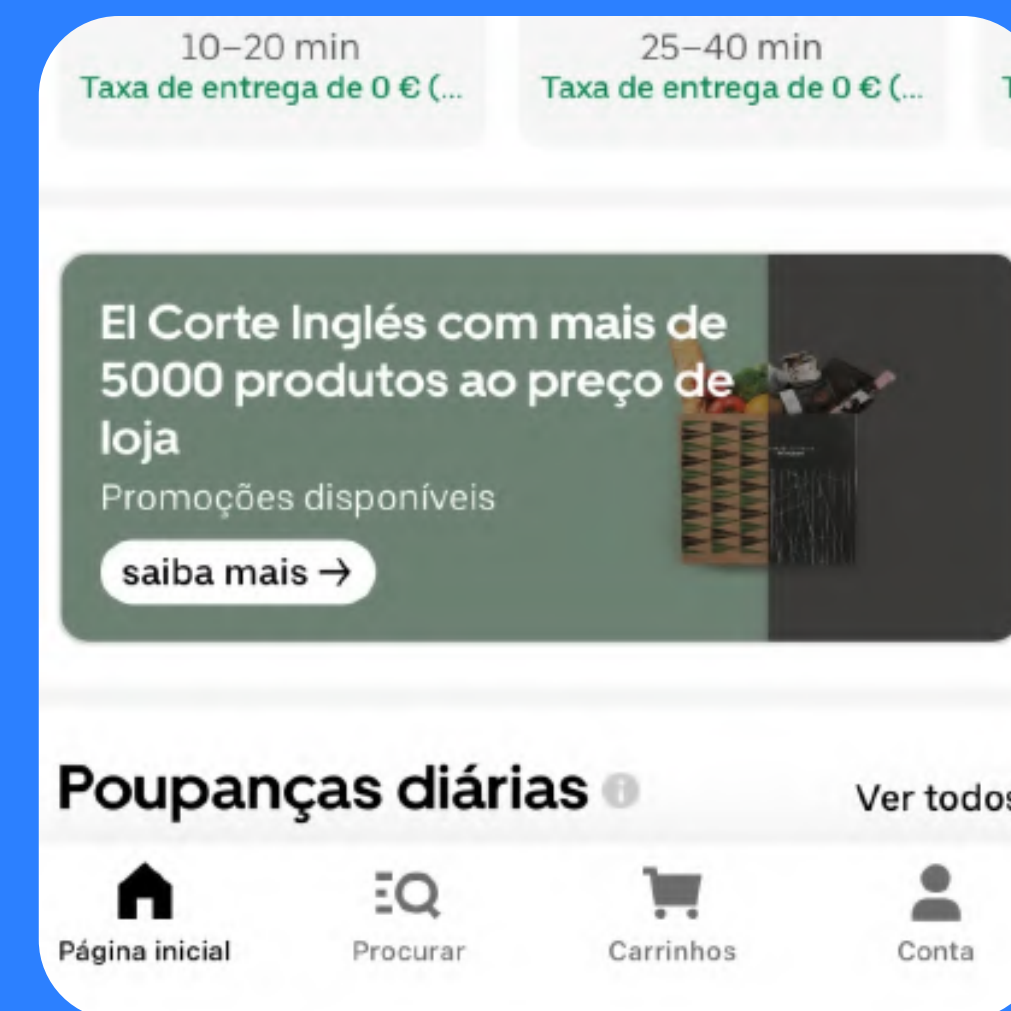 10–20 min
25–40 min
Taxa de entrega de 0 € (...
Taxa de entrega de 0 € (...
El Corte Inglés com mais de
5000 produtos ao preço de
loja
Promoções disponíveis
saiba mais →
Poupanças diárias
Ver todos
Página inicial
Procurar
Carrinhos
Conta